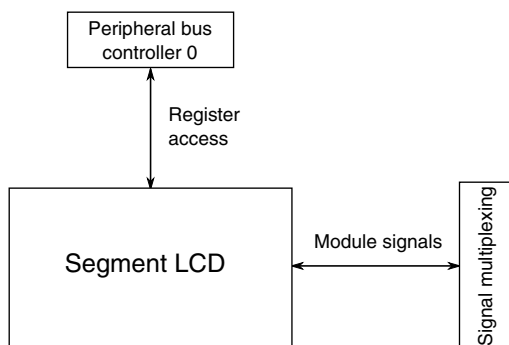 Peripheral bus
controller 0
Register
access
Segment LCD
Module signals
Signal multiplexing